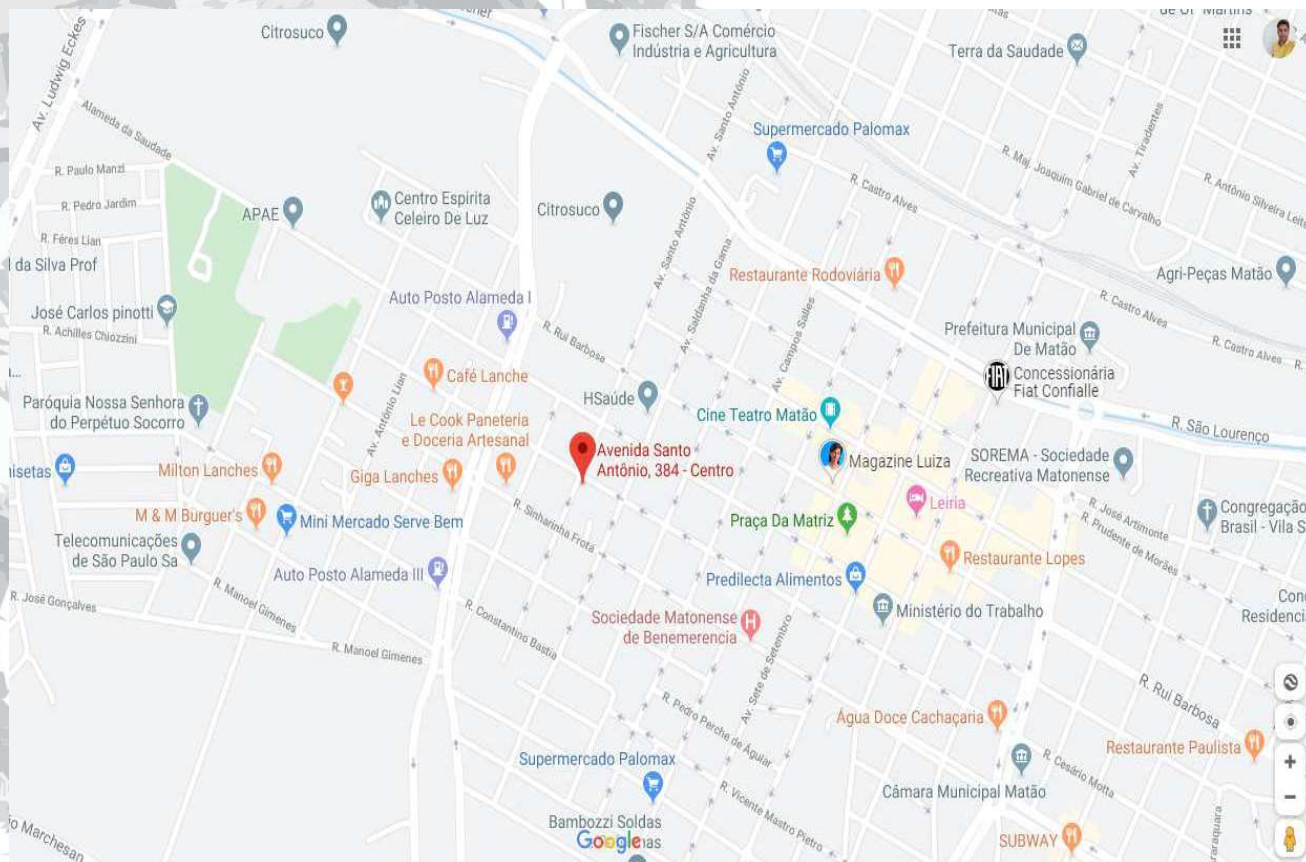 Citrosuco
Fischer S/A Comércio
Indústria e Agricultura
Terra da Saudade
Av. Ludwig Eckes
Alameda da Saudade
Av. Santo Antônio
Supermercado Palomax
Av. Tiradentes
R. Maj. Joaquim Gabriel de Carvalho
R. Paulo Manzi
R. Pedro Jardim
R. Féres Lian
APAE
Centro Espirita
Celeiro De Luz
Citrosuco
R. Castro Alves
R. Antônio Silveira Leite
l da Silva Prof
Av. Santo Antônio
Av. Saldanha da Gama
Restaurante Rodoviária
Agri-Peças Matão
José Carlos pinotti
R. Achilles Chiozzini
Auto Posto Alameda I
R. Rui Barbosa
Av. Campos Salles
R. Castro Alves
Prefeitura Municipal
De Matão
R. Castro Alves
FIAT
Concessionária
Fiat Confialle
Café Lanche
HSaúde
Paróquia Nossa Senhora
do Perpétuo Socorro
Av. Antônio Lian
Le Cook Paneteria
e Doceria Artesanal
Cine Teatro Matão
R. São Lourenço
Avenida Santo
Antônio, 384 - Centro
Magazine Luiza
SOREMA - Sociedade
Recreativa Matonense
Milton Lanches
Giga Lanches
Leiria
M & M Burguer's
Mini Mercado Serve Bem
R. Sinharinha Frota
Praça Da Matriz
R. José Artimonte
R. Prudente de Morães
Congregação
Brasil - Vila S
Telecomunicações
de São Paulo Sa
Auto Posto Alameda III
Restaurante Lopes
Predilecta Alimentos
R. José Gonçalves
R. Manoel Gimenes
R. Constantino Bastia
Sociedade Matonense
de Benemerencia
Ministério do Trabalho
Residencia
R. Manoel Gimenes
Av. Sete de Setembro
R. Pedro Perche de Aguiar
R. Rui Barbosa
Água Doce Cachaçaria
Restaurante Paulista
Supermercado Palomax
R. Vicente Mastro Pietro
R. Cesário Motta
Câmara Municipal Matão
Bambozzi Soldas
Google
SUBWAY
io Marchesan